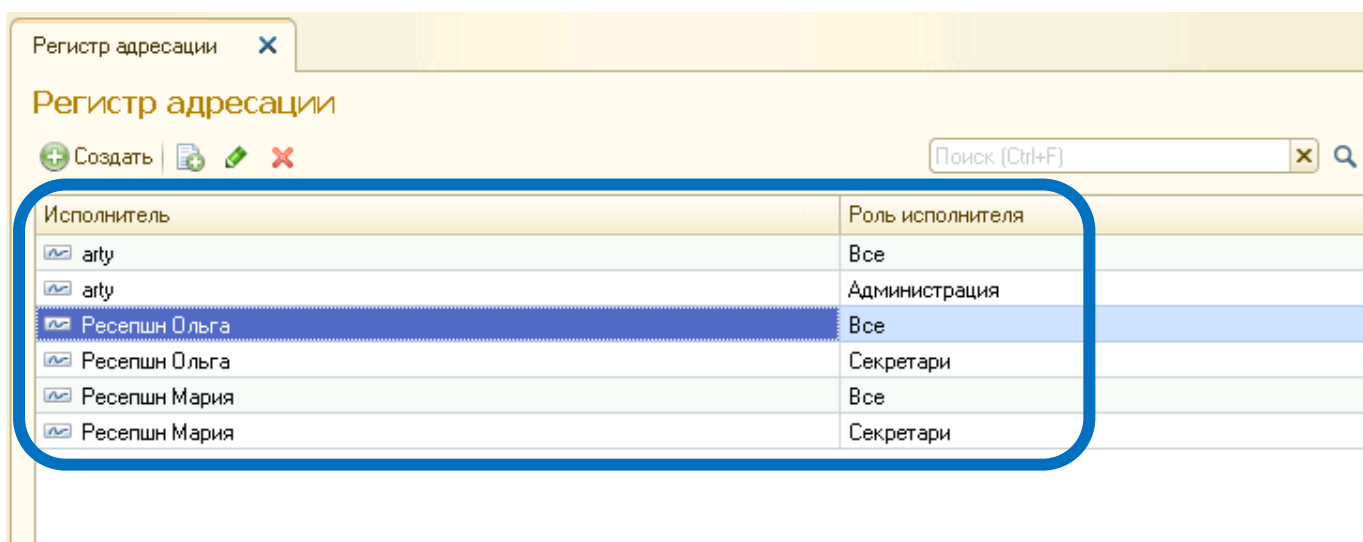 Регистр адресации
Регистр адресации
Создать Поиск (Ctrl+F)
Исполнитель Роль исполнителя
arty Все
arty Администрация
Ресепшн Ольга Все
Ресепшн Ольга Секретари
Ресепшн Мария Все
Ресепшн Мария Секретари